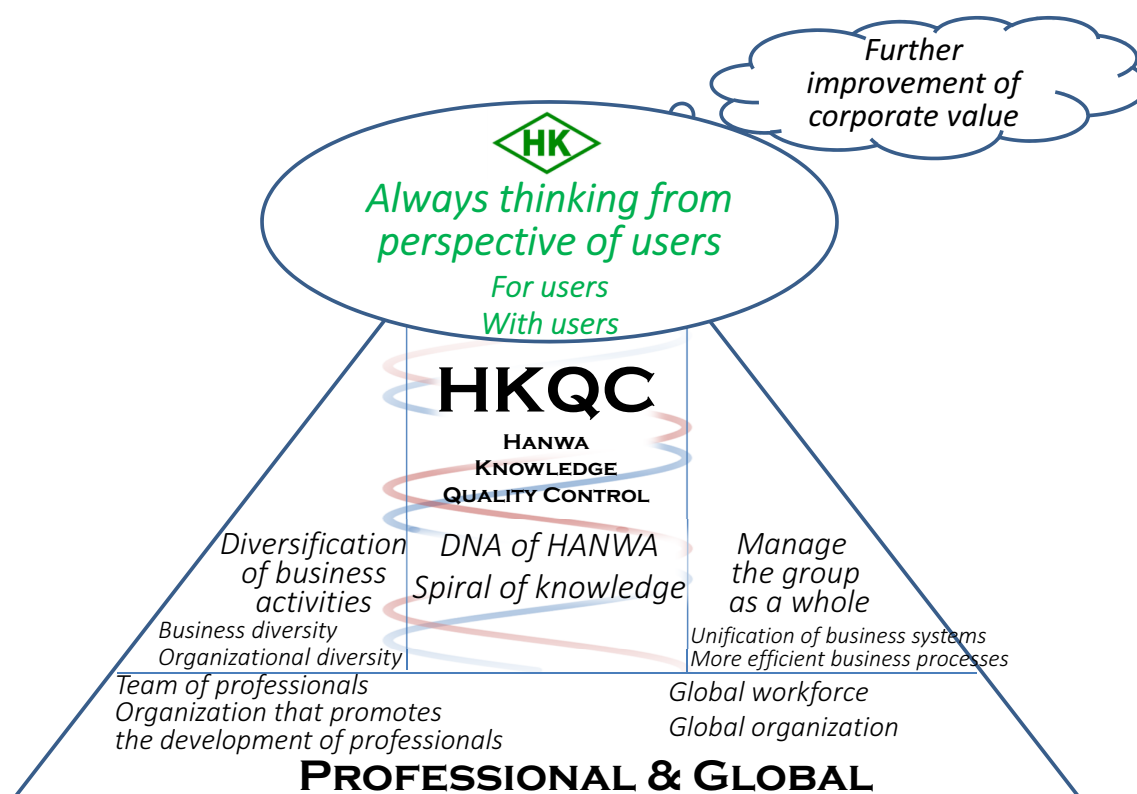 Further
improvement of
corporate value
HK
Always thinking from
perspective of users
For users
With users
HKQC
HANWA
KNOWLEDGE
QUALITY CONTROL
Diversification
of business
activities
Business diversity
Organizational diversity
DNA of HANWA
Spiral of knowledge
Manage
the group
as a whole
Unification of business systems
More efficient business processes
Team of professionals
Organization that promotes
the development of professionals
Global workforce
Global organization
PROFESSIONAL & GLOBAL